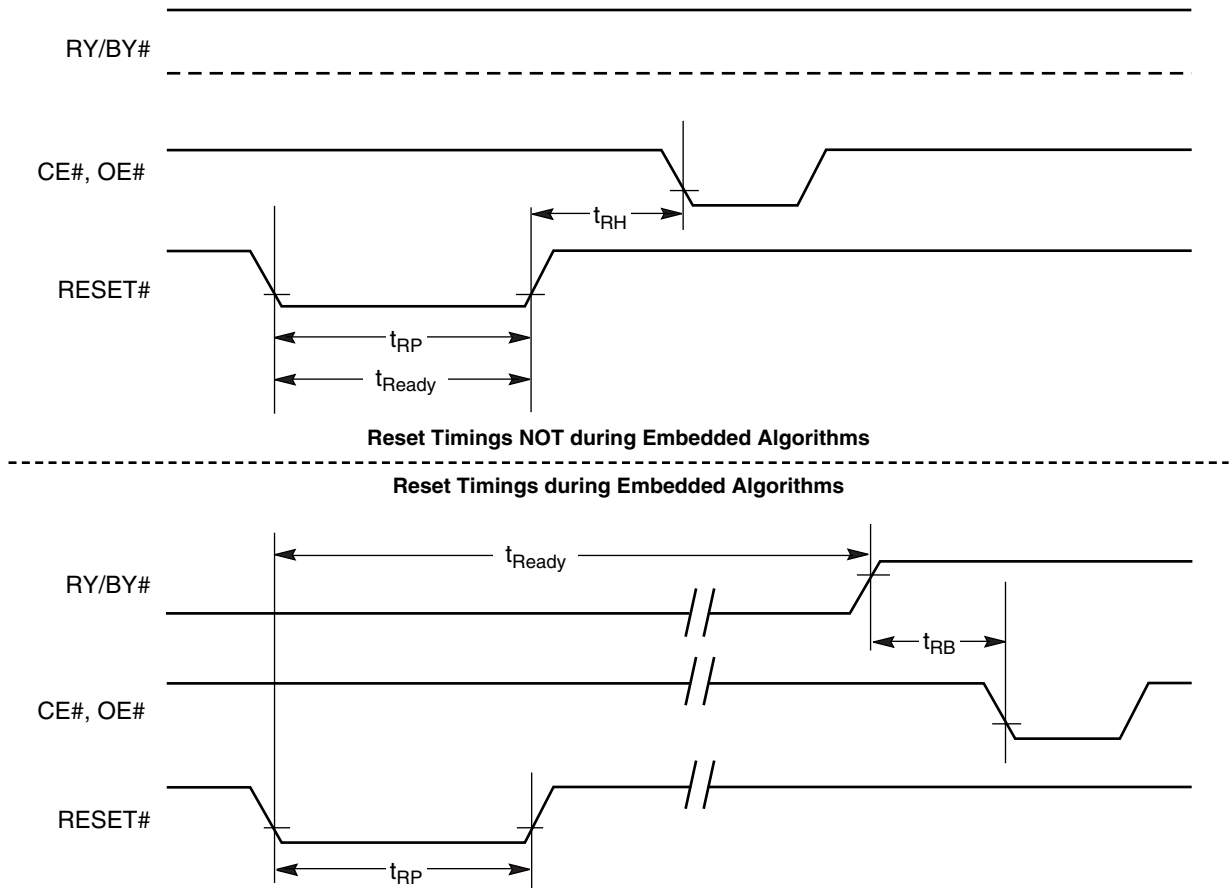 RY/BY#
CE#, OE#
tRH
RESET#
tRP
tReady
Reset Timings NOT during Embedded Algorithms
Reset Timings during Embedded Algorithms
tReady
RY/BY#
tRB
CE#, OE#
RESET#
tRP